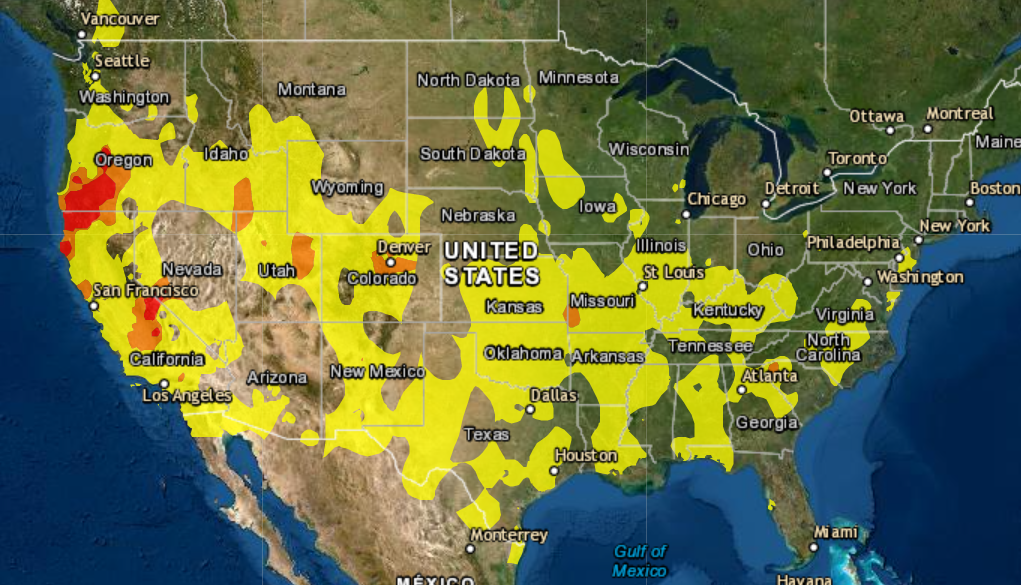 Vancouver
Seattle
Washington
Montana
North Dakota
Minnesota
Ottawa
Montreal
Maine
Oregon
Idaho
South Dakota
Wisconsin
Toronto
Wyoming
Nebraska
Iowa
Chicago
Detroit
New York
Boston
Nevada
Utah
Denver
Colorado
UNITED
STATES
Illinois
Ohio
Philadelphia
New York
San Francisco
Kansas
Missouri
St Louis
Kentucky
Washington
Virginia
California
Arizona
New Mexico
Oklahoma
Arkansas
Tennessee
North
Carolina
Los Angeles
Dallas
Atlanta
Texas
Georgia
Houston
Monterrey
Gulf of
Mexico
Miami
MÉXICO
Havana